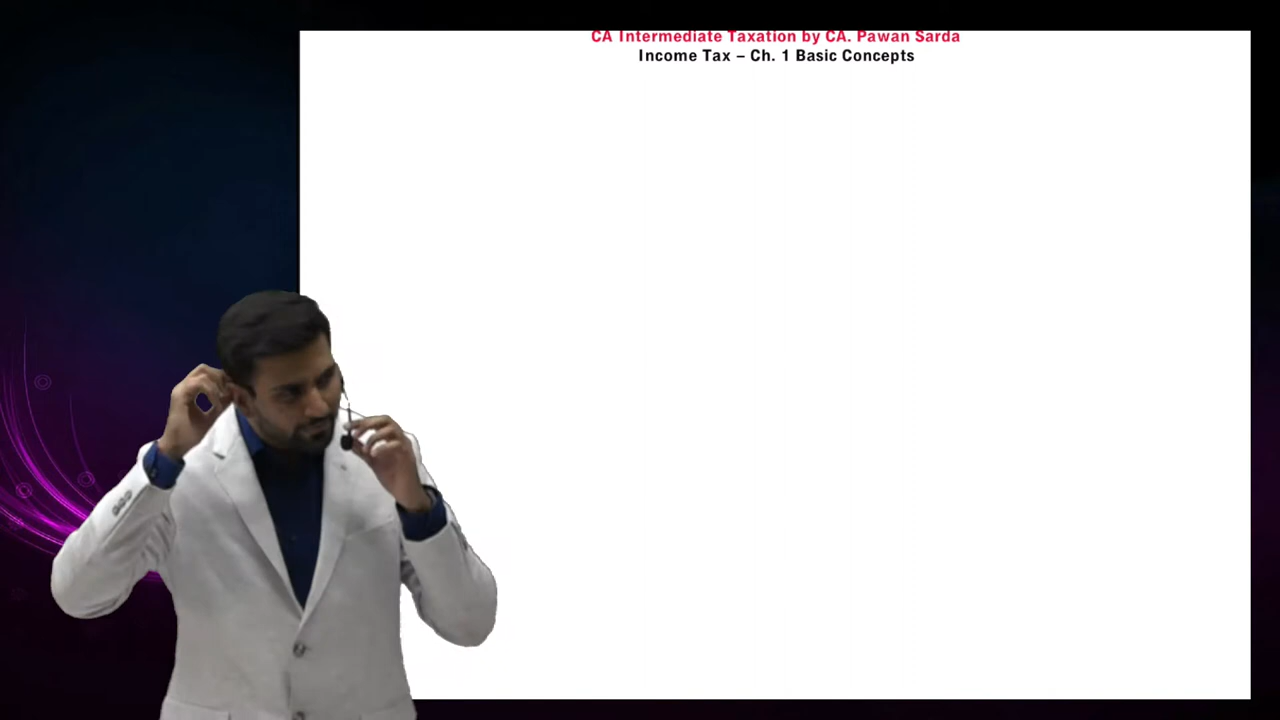 CA Intermediate Taxation by CA. Pawan Sarda
Income Tax – Ch. 1 Basic Concepts